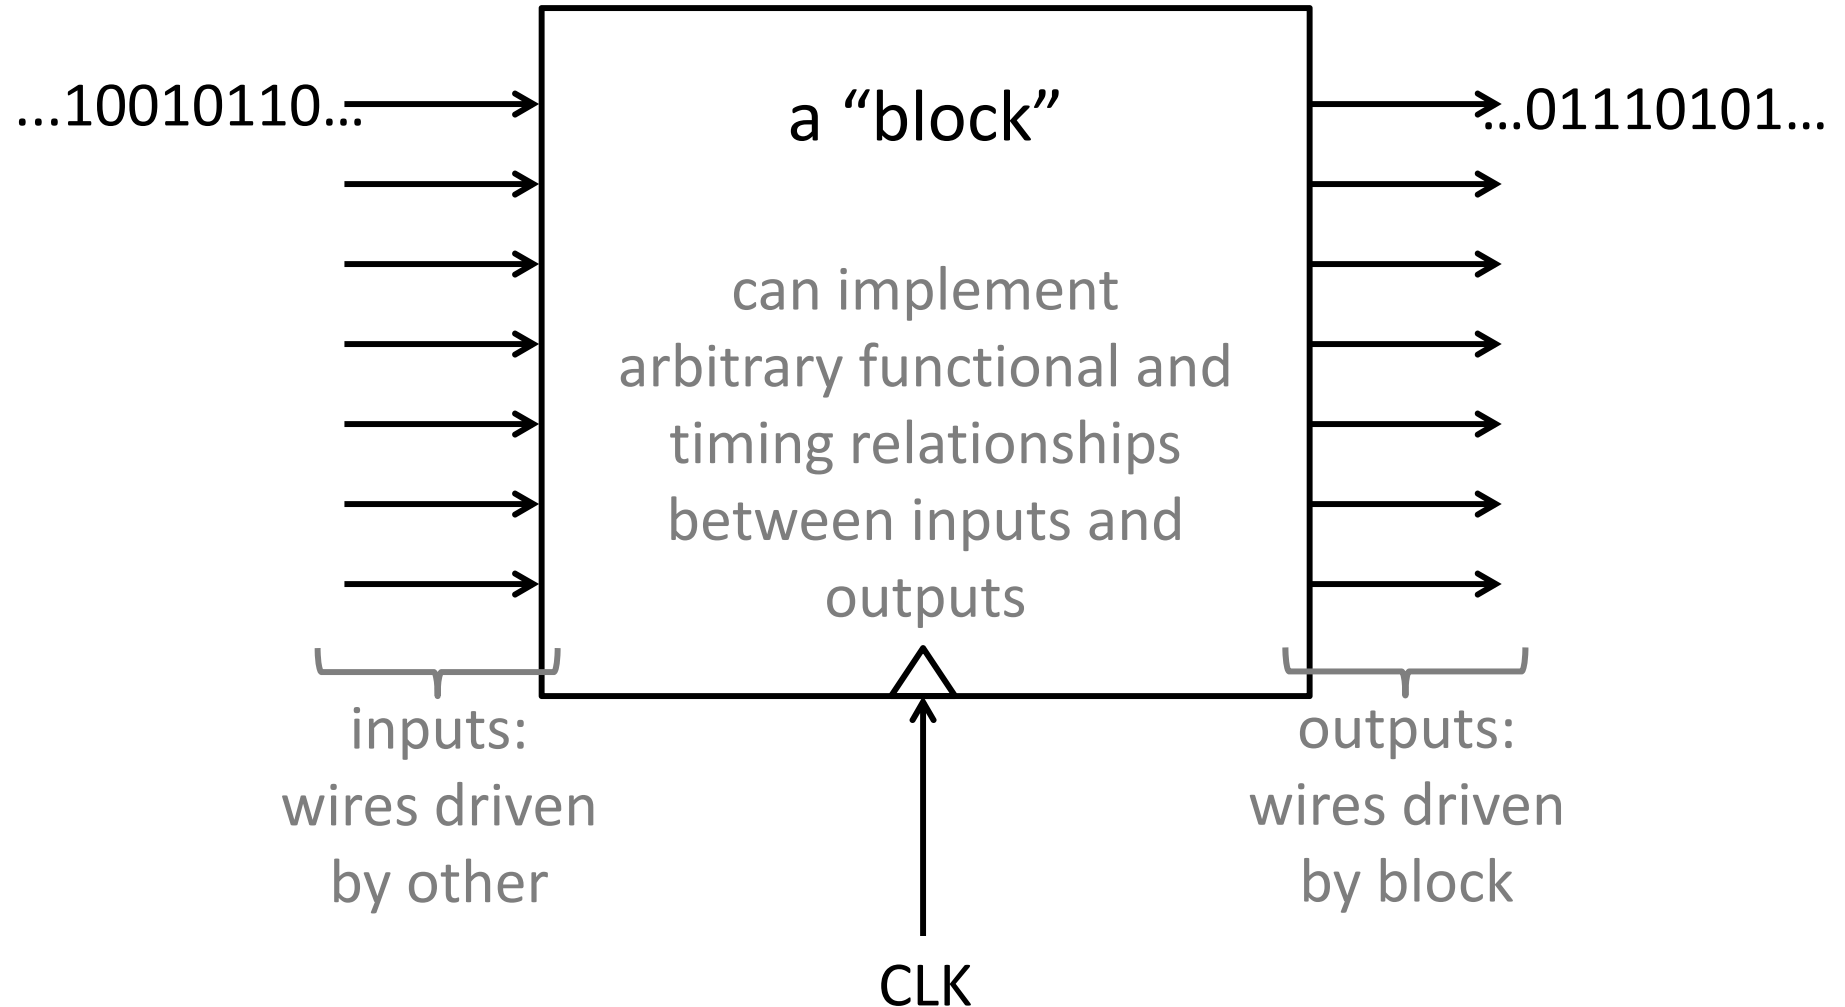 ...10010110...
a “block”
...01110101...
can implement
arbitrary functional and
timing relationships
between inputs and
outputs
inputs:
wires driven
by other
outputs:
wires driven
by block
CLK